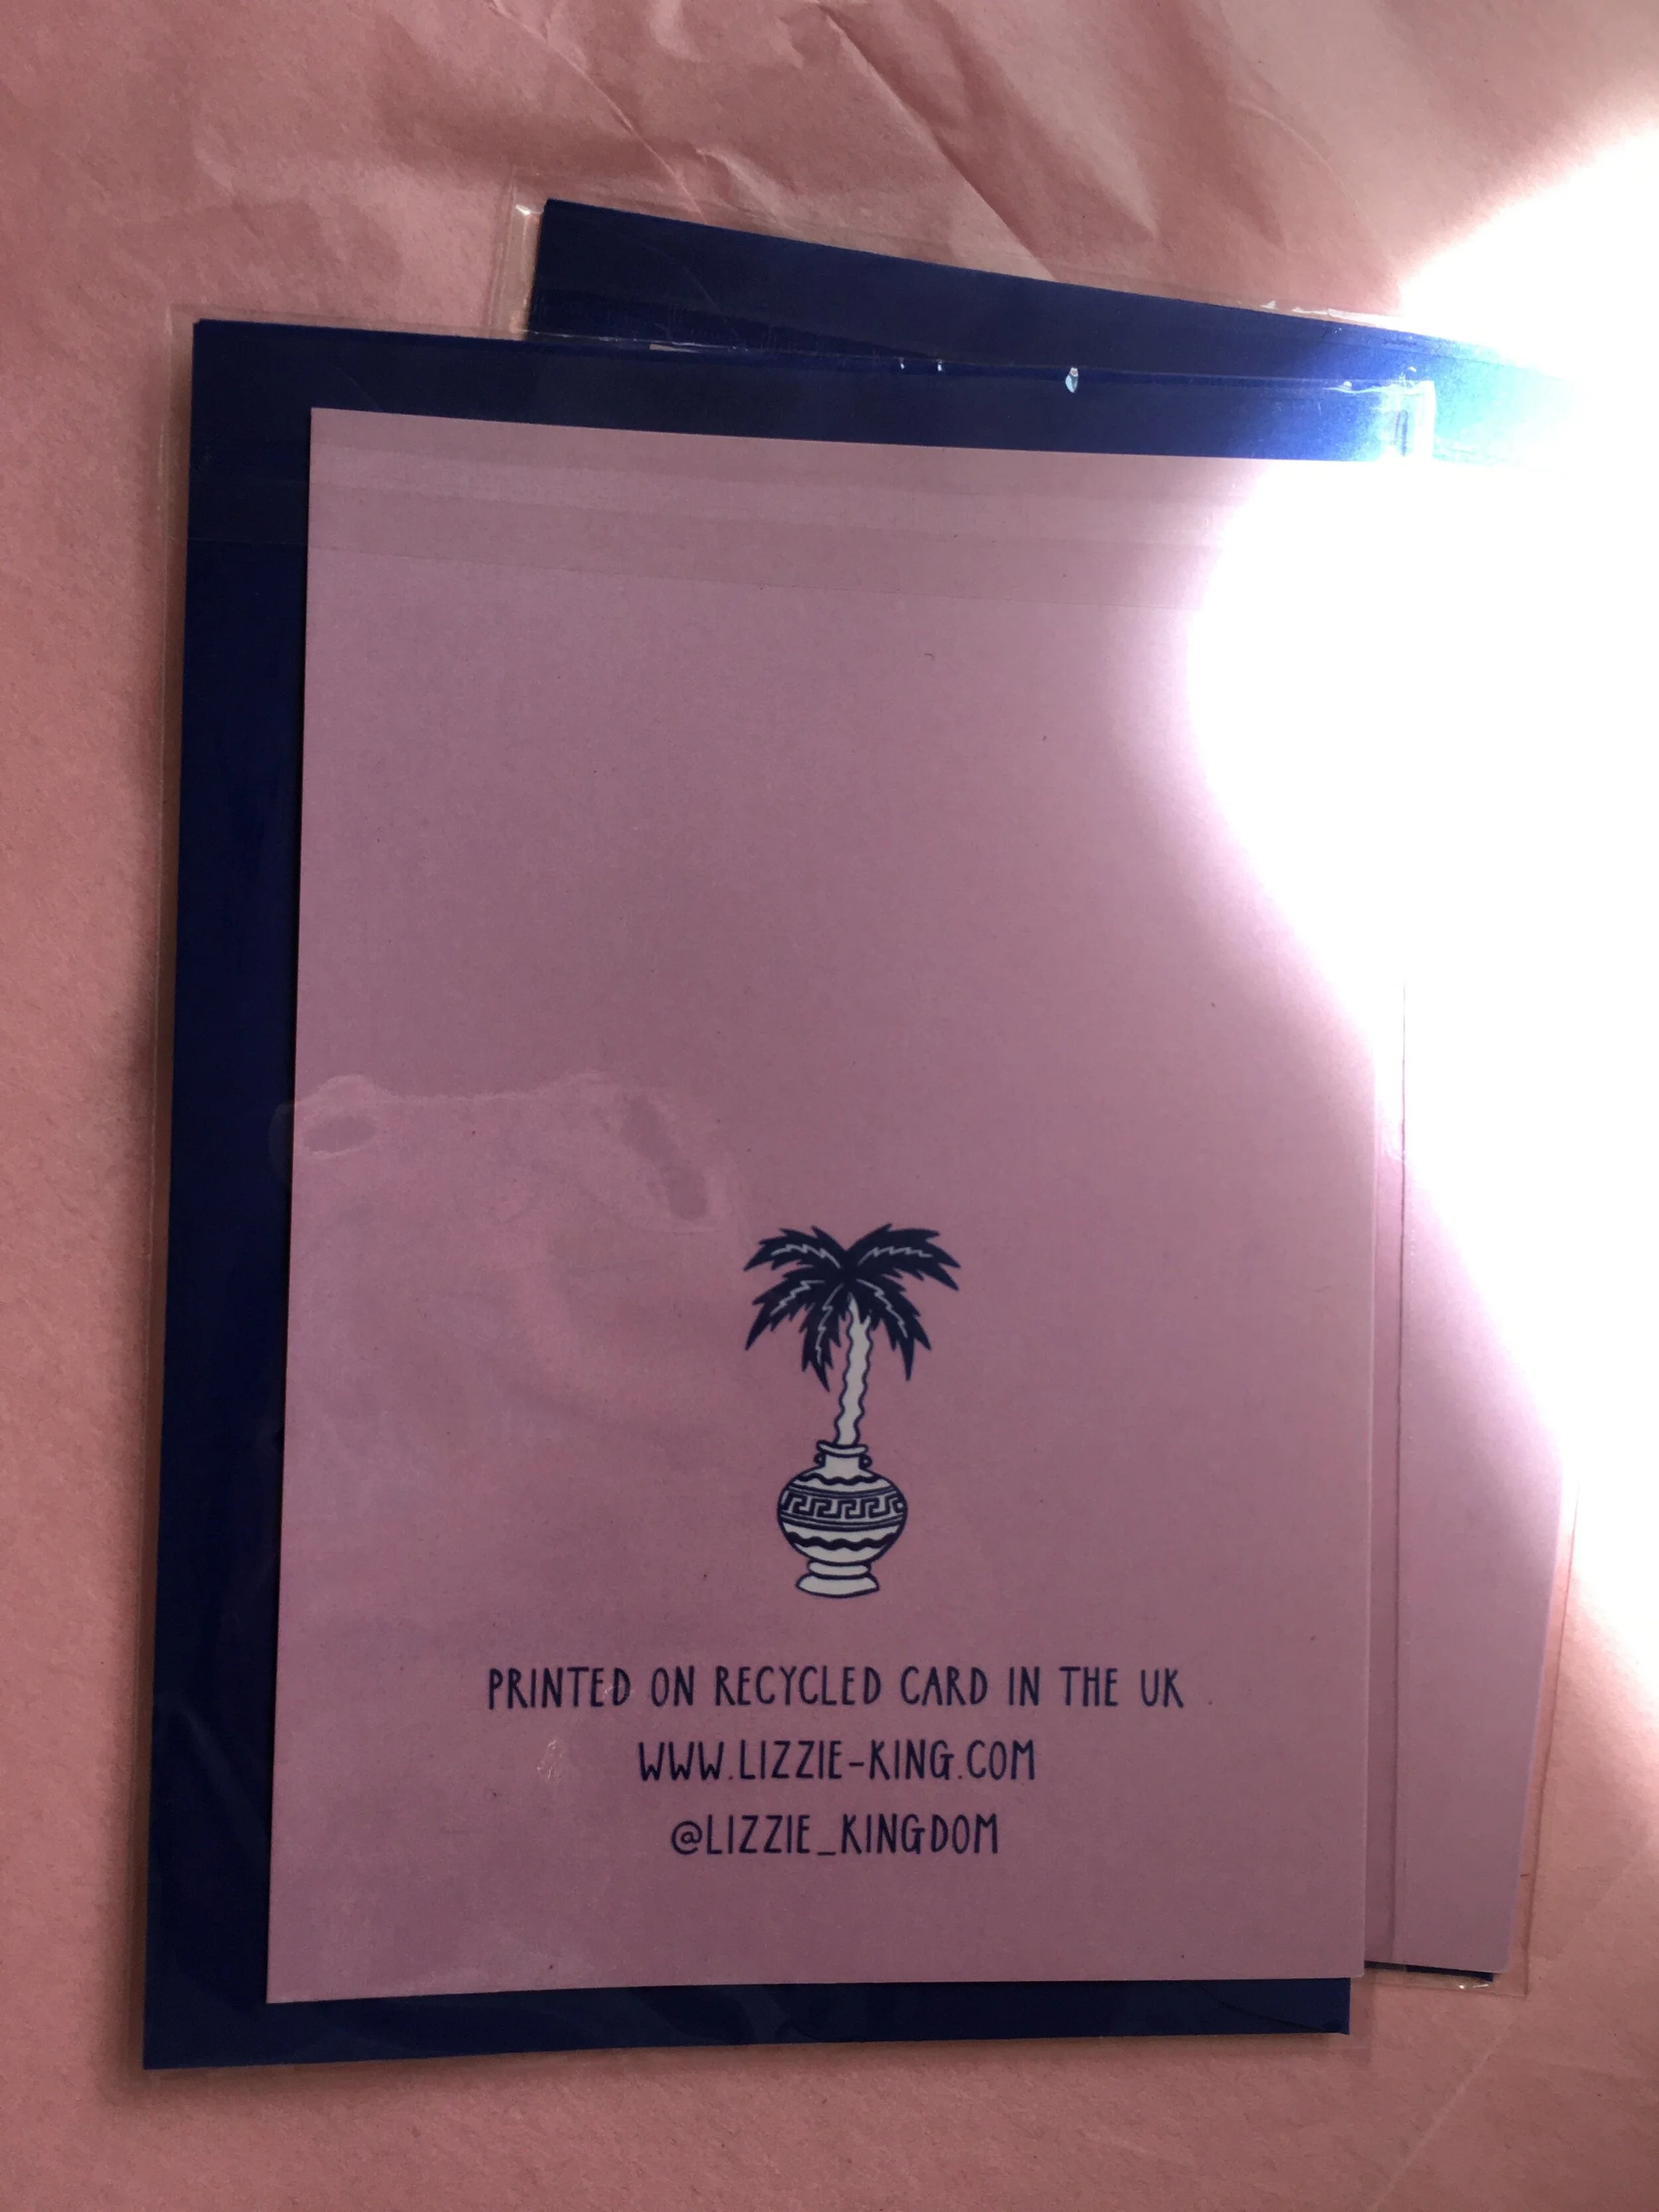 PRINTED ON RECYCLED CARD IN THE UK
WWW.LIZZIE-KING.COM
@LIZZIE_KINGDOM